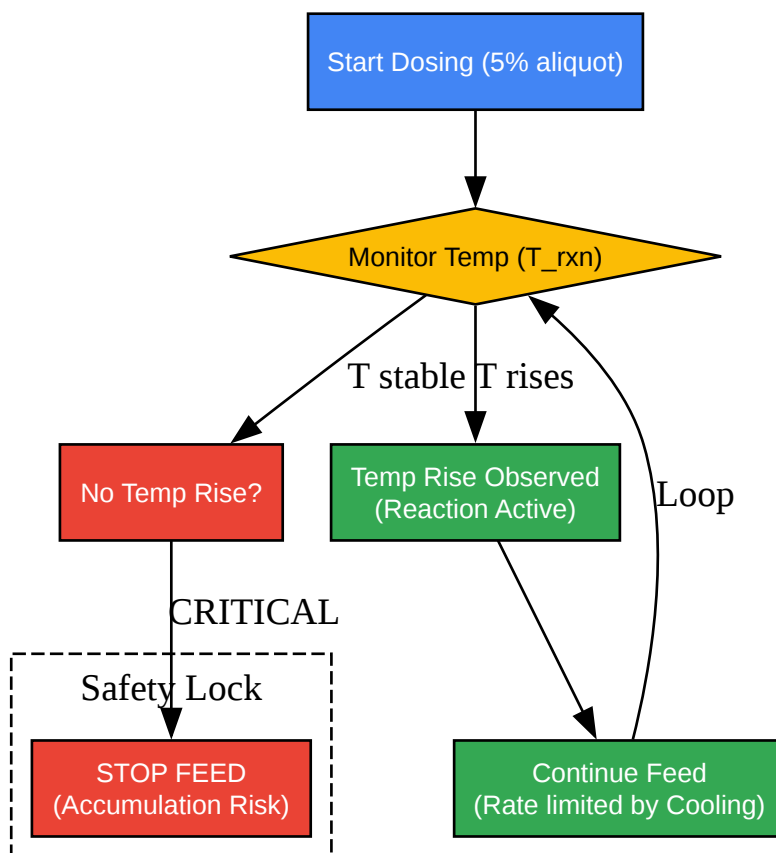 Start Dosing (5% aliquot)
Monitor Temp (T_rxn)
T stable
T rises
No Temp Rise?
Temp Rise Observed
(Reaction Active)
Loop
CRITICAL
Safety Lock
STOP FEED
(Accumulation Risk)
Continue Feed
(Rate limited by Cooling)